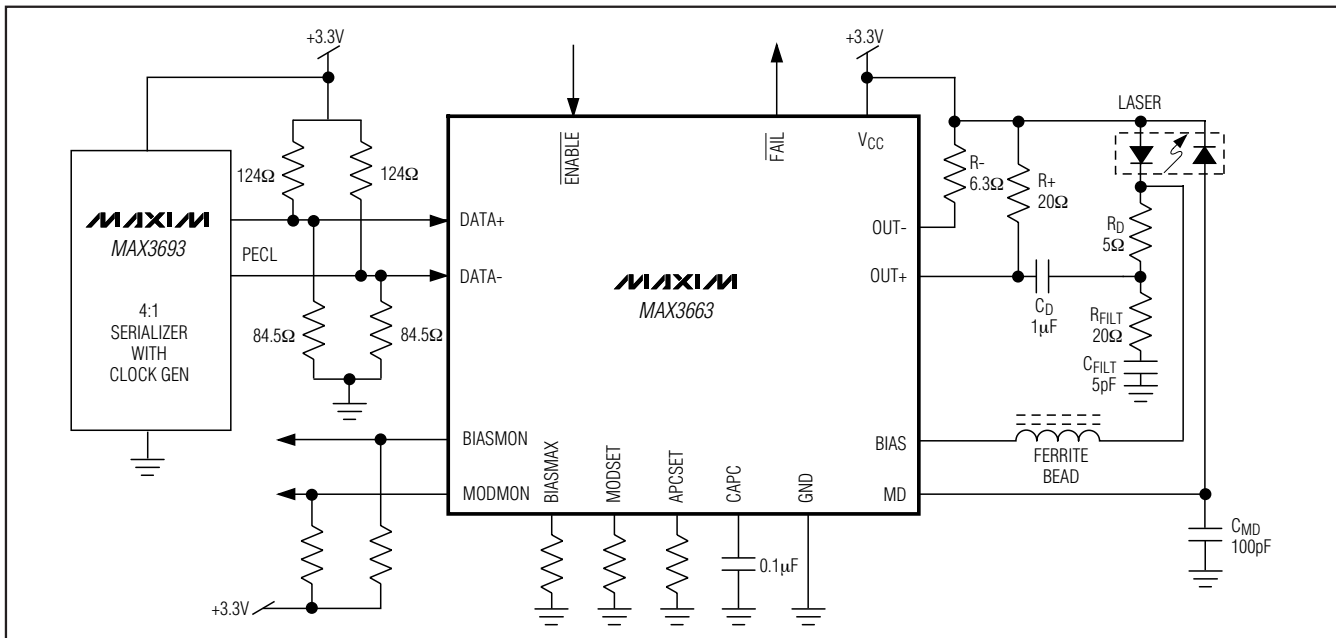 +3.3V
+3.3V
LASER
124Ω
124Ω
ENABLE
FAIL
VCC
R-
6.3Ω
R+
20Ω
MAXIM
MAX3693
PECL
4:1
SERIALIZER
WITH
CLOCK GEN
DATA+
DATA-
84.5Ω
84.5Ω
MAXIM
MAX3663
OUT-
OUT+
RD
5Ω
CD
1µF
RFILT
20Ω
CFILT
5pF
BIASMON
MODMON
BIASMAX
MODSET
APCSET
CAPC
GND
BIAS
MD
FERRITE
BEAD
0.1µF
CMD
100pF
+3.3V